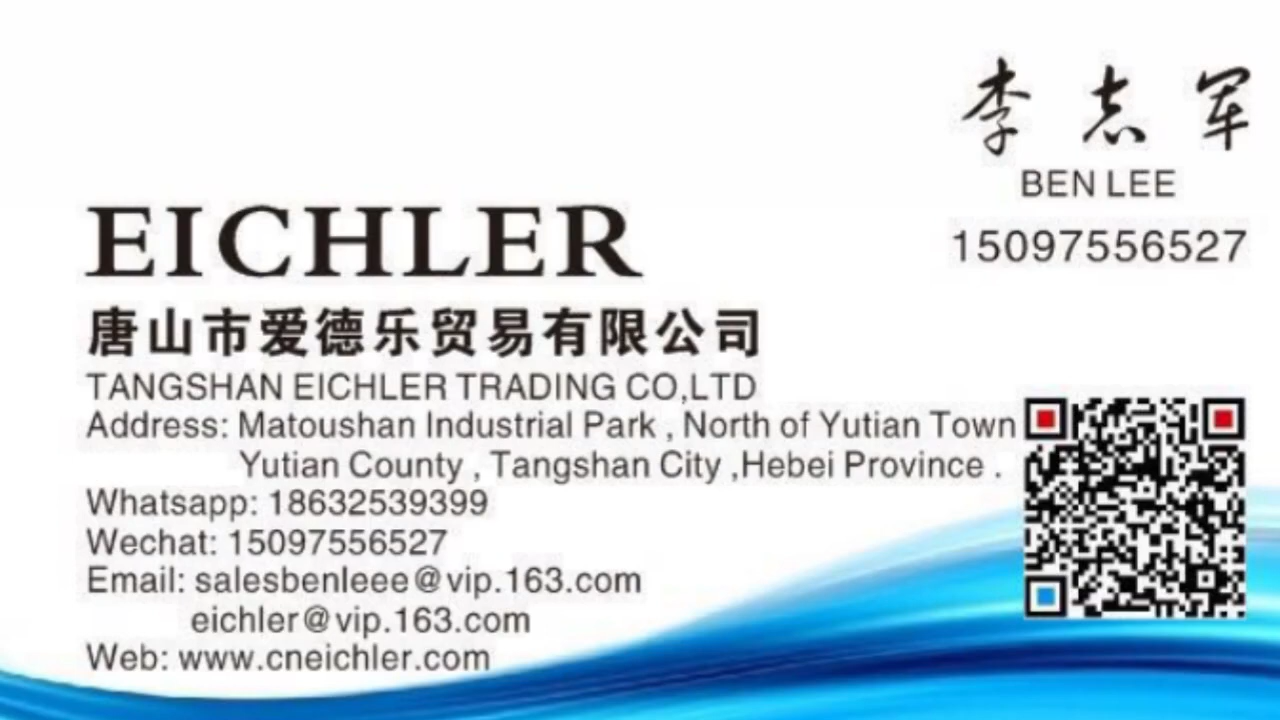 李志军
BEN LEE
15097556527
EICHLER
唐山市爱德乐贸易有限公司
TANGSHAN EICHLER TRADING CO,LTD
Address: Matoushan Industrial Park , North of Yutian Town
Yutian County , Tangshan City ,Hebei Province .
Whatsapp: 18632539399
Wechat: 15097556527
Email: salesbenleee@vip.163.com
eichler@vip.163.com
Web: www.cneichler.com